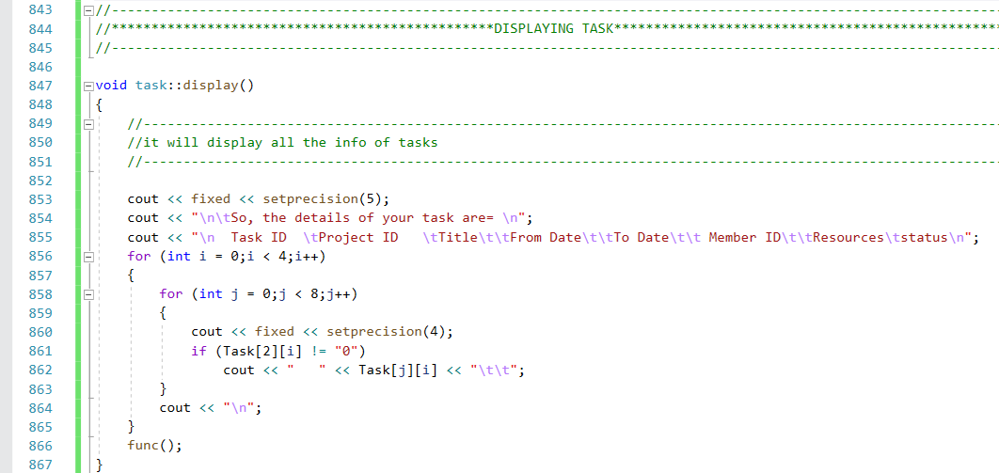 843 //----------------------------------------------------------------------------------------------------------------
844 //************************************************DISPLAYING TASK************************************************
845 //----------------------------------------------------------------------------------------------------------------
846
847 void task::display()
848 {
849     //------------------------------------------------------------------------------------------------------------
850     //it will display all the info of tasks
851     //------------------------------------------------------------------------------------------------------------
852
853     cout << fixed << setprecision(5);
854     cout << "\n\tSo, the details of your task are= \n";
855     cout << "\n  Task ID  \tProject ID   \tTitle\t\tFrom Date\t\tTo Date\t\t Member ID\t\tResources\tstatus\n";
856     for (int i = 0;i < 4;i++)
857     {
858         for (int j = 0;j < 8;j++)
859         {
860             cout << fixed << setprecision(4);
861             if (Task[2][i] != "0")
862                 cout << "   " << Task[j][i] << "\t\t";
863         }
864         cout << "\n";
865     }
866     func();
867 }